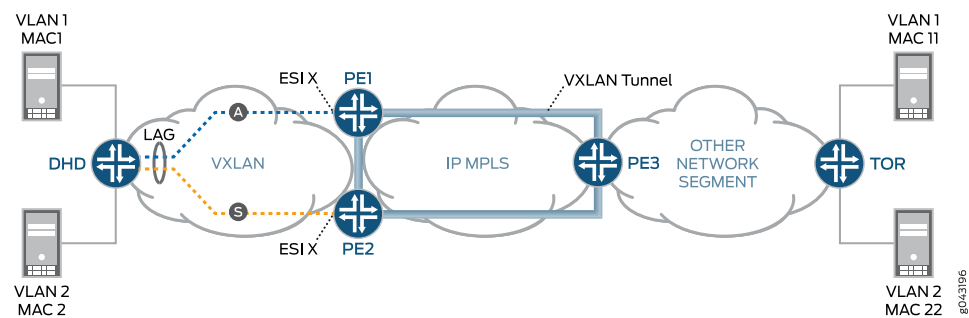 VLAN 1
MAC1
VLAN 1
MAC 11
ESI X
PE1
VXLAN Tunnel
A
LAG
DHD
VXLAN
IP MPLS
PE3
OTHER
NETWORK
SEGMENT
TOR
S
ESI X
PE2
VLAN 2
MAC 2
VLAN 2
MAC 22
g043196